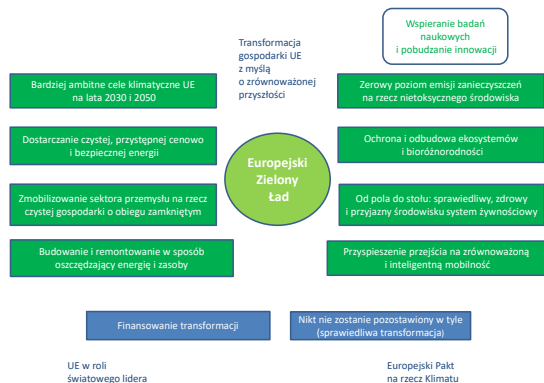 Wspieranie badań
naukowych
i pobudzanie innowacji
Transformacja
gospodarki UE
z myślą
o zrównoważonej
przyszłości
Bardziej ambitne cele klimatyczne UE
na lata 2030 i 2050
Zerowy poziom emisji zanieczyszczeń
na rzecz nietoksycznego środowiska
Dostarczanie czystej, przystępnej cenowo
i bezpiecznej energii
Ochrona i odbudowa ekosystemów
i bioróżnorodności
Europejski
Zielony
Ład
Zmobilizowanie sektora przemysłu na rzecz
czystej gospodarki o obiegu zamkniętym
Od pola do stołu: sprawiedliwy, zdrowy
i przyjazny środowisku system żywnościowy
Budowanie i remontowanie w sposób
oszczędzający energię i zasoby
Przyspieszenie przejścia na zrównoważoną
i inteligentną mobilność
Finansowanie transformacji
Nikt nie zostanie pozostawiony w tyle
(sprawiedliwa transformacja)
UE w roli
światowego lidera
Europejski Pakt
na rzecz Klimatu